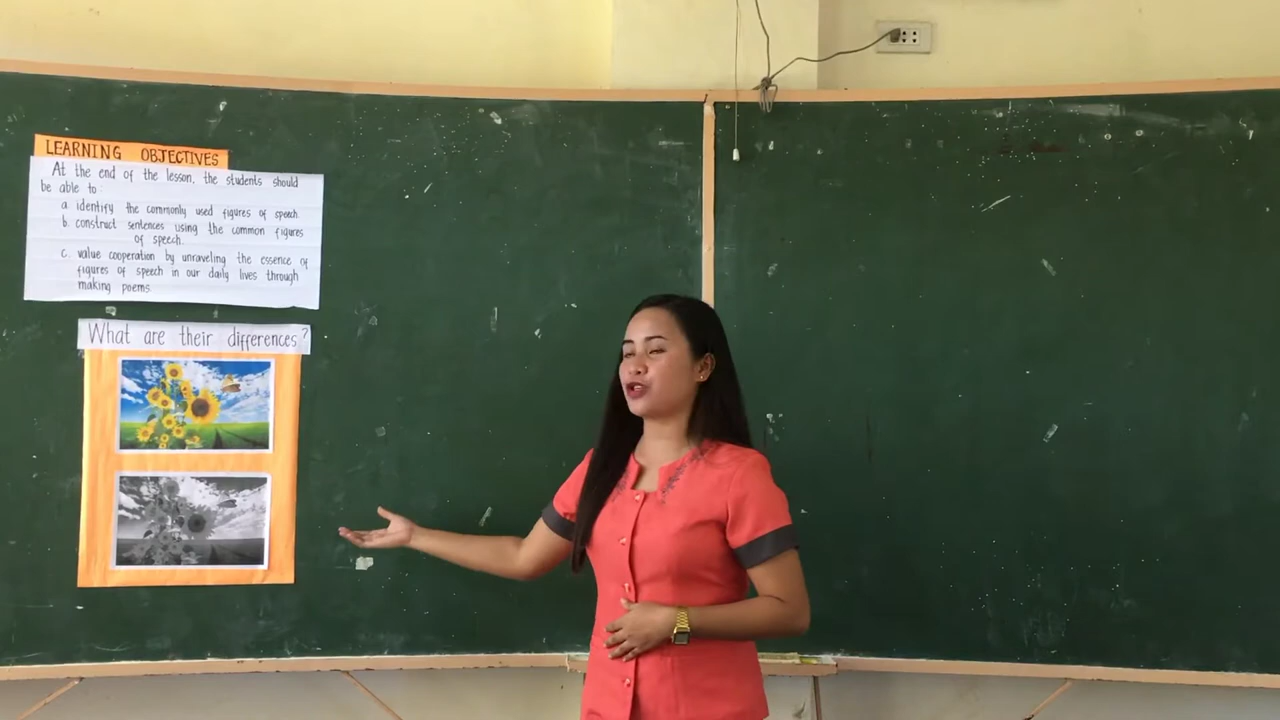 LEARNING OBJECTIVES
At the end of the lesson, the students should
be able to:
a. identify the commonly used figures of speech.
b. construct sentences using the common figures
of speech.
c. value cooperation by unraveling the essence of
figures of speech in our daily lives through
making poems.
What are their differences?